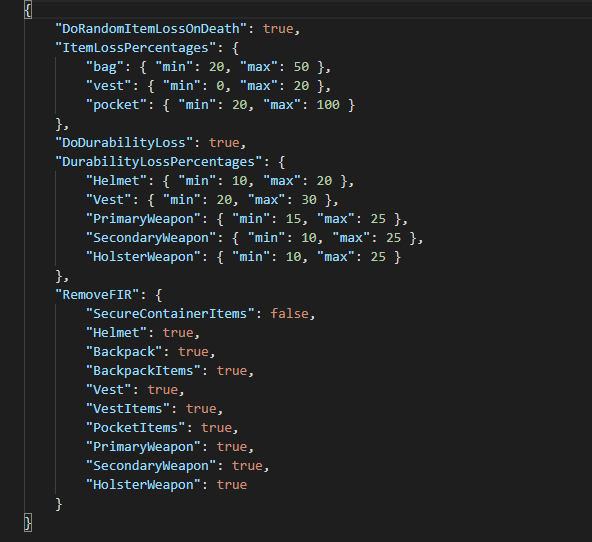 {
"DoRandomItemLossOnDeath": true,
"ItemLossPercentages": {
"bag": { "min": 20, "max": 50 },
"vest": { "min": 0, "max": 20 },
"pocket": { "min": 20, "max": 100 }
},
"DoDurabilityLoss": true,
"DurabilityLossPercentages": {
"Helmet": { "min": 10, "max": 20 },
"Vest": { "min": 20, "max": 30 },
"PrimaryWeapon": { "min": 15, "max": 25 },
"SecondaryWeapon": { "min": 10, "max": 25 },
"HolsterWeapon": { "min": 10, "max": 25 }
},
"RemoveFIR": {
"SecureContainerItems": false,
"Helmet": true,
"Backpack": true,
"BackpackItems": true,
"Vest": true,
"VestItems": true,
"PocketItems": true,
"PrimaryWeapon": true,
"SecondaryWeapon": true,
"HolsterWeapon": true
}
}